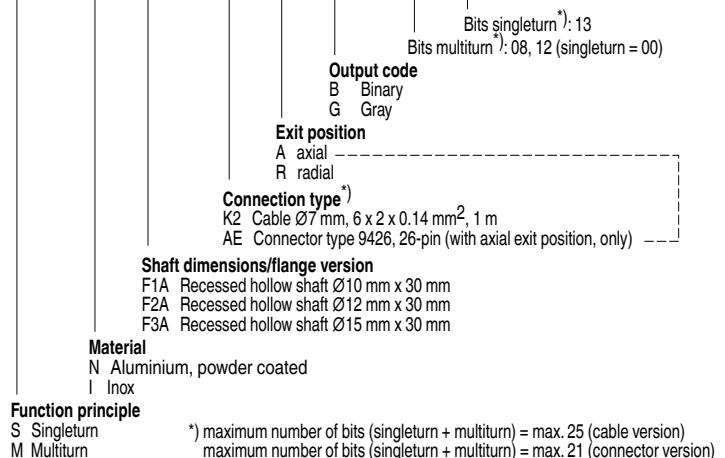 Bits singleturn*): 13
Bits multiturn*): 08, 12 (singleturn = 00)
Output code
B Binary
G Gray
Exit position
A axial
R radial
Connection type*)
K2 Cable Ø7 mm, 6 x 2 x 0.14 mm2, 1 m
AE Connector type 9426, 26-pin (with axial exit position, only)
Shaft dimensions/flange version
F1A Recessed hollow shaft Ø10 mm x 30 mm
F2A Recessed hollow shaft Ø12 mm x 30 mm
F3A Recessed hollow shaft Ø15 mm x 30 mm
Material
N Aluminium, powder coated
I Inox
Function principle
S Singleturn
M Multiturn
*) maximum number of bits (singleturn + multiturn) = max. 25 (cable version)
maximum number of bits (singleturn + multiturn) = max. 21 (connector version)